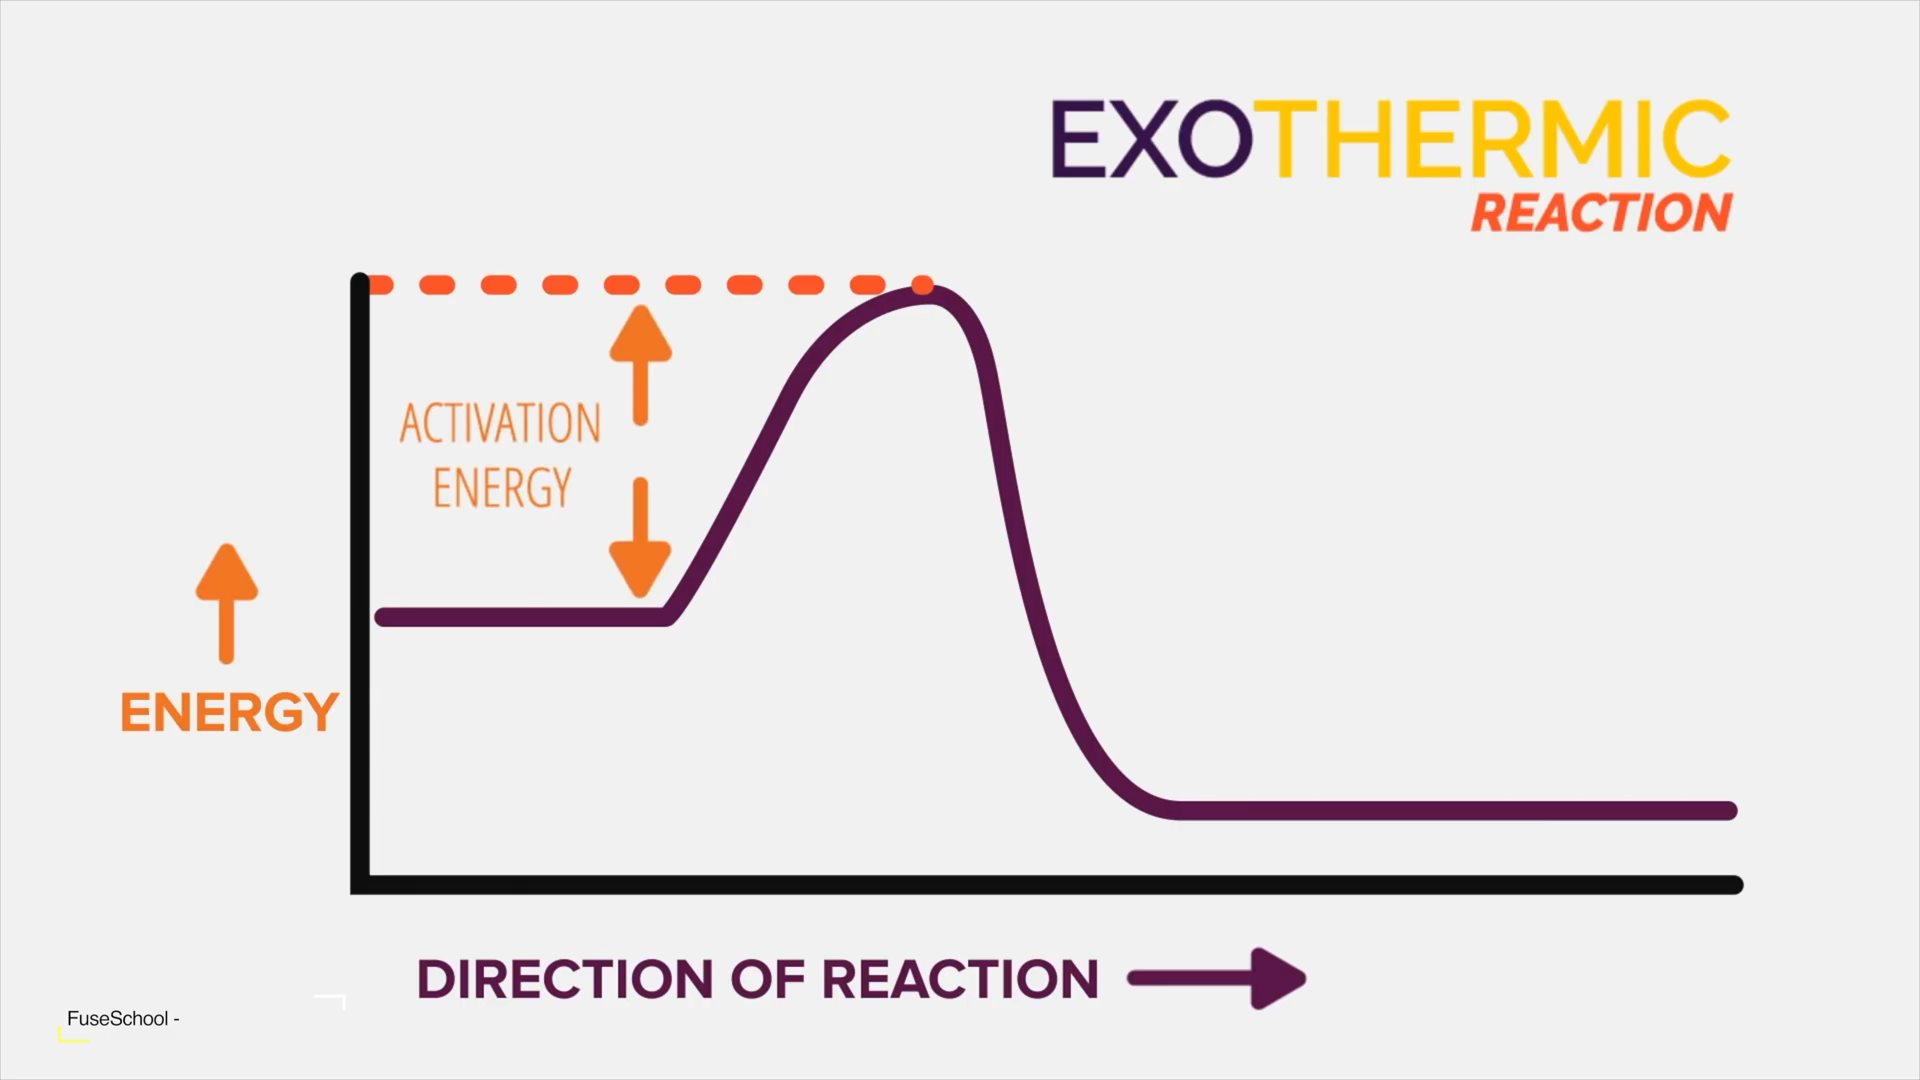 EXOTHERMIC
REACTION
ACTIVATION
ENERGY
ENERGY
DIRECTION OF REACTION
FuseSchool -